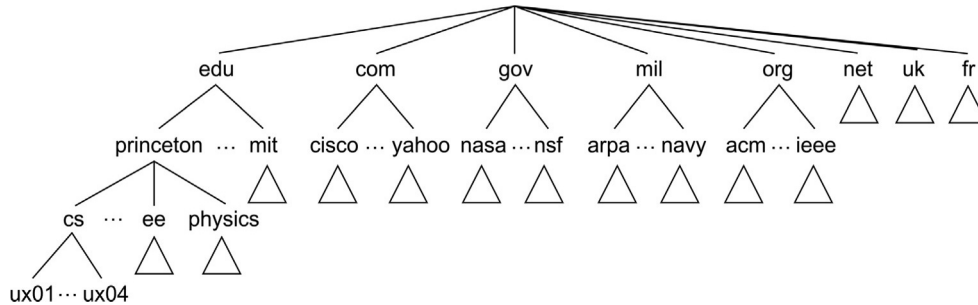 edu com gov mil org net uk fr
princeton ... mit cisco ... yahoo nasa ... nsf arpa ... navy acm ... ieee
cs ... ee physics
ux01 ... ux04